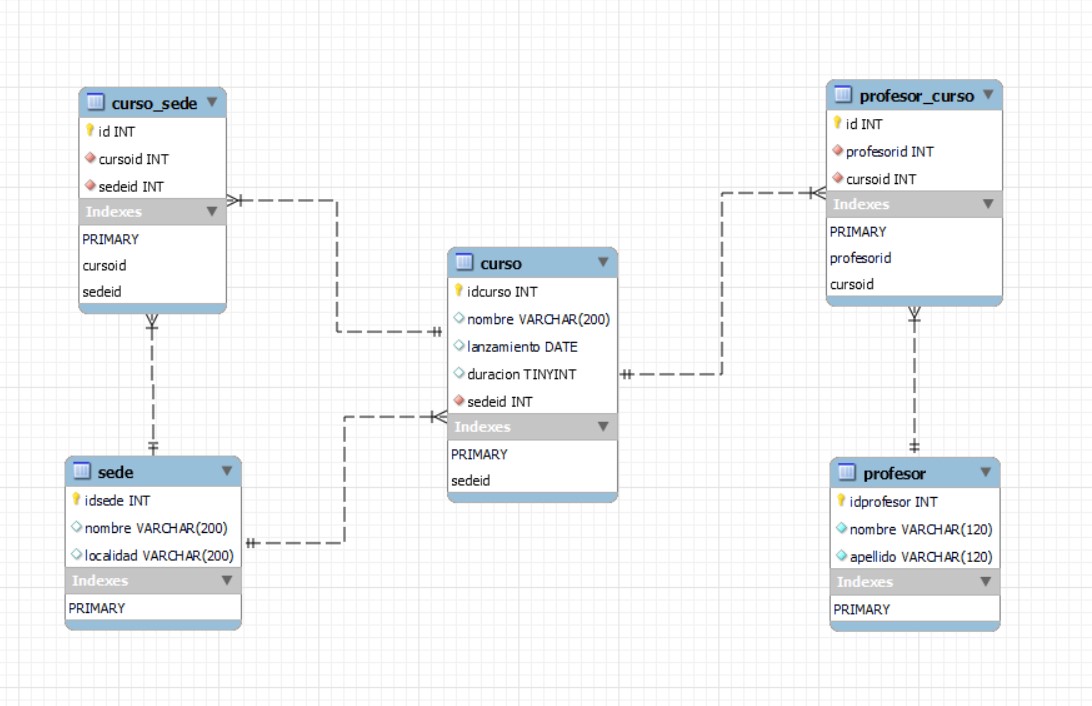 curso_sede
id INT
cursoid INT
sedeid INT
Indexes
PRIMARY
cursoid
sedeid
profesor_curso
id INT
profesorid INT
cursoid INT
Indexes
PRIMARY
profesorid
cursoid
curso
idcurso INT
nombre VARCHAR(200)
lanzamiento DATE
duracion TINYINT
sedeid INT
Indexes
PRIMARY
sedeid
sede
idsede INT
nombre VARCHAR(200)
localidad VARCHAR(200)
Indexes
PRIMARY
profesor
idprofesor INT
nombre VARCHAR(120)
apellido VARCHAR(120)
Indexes
PRIMARY